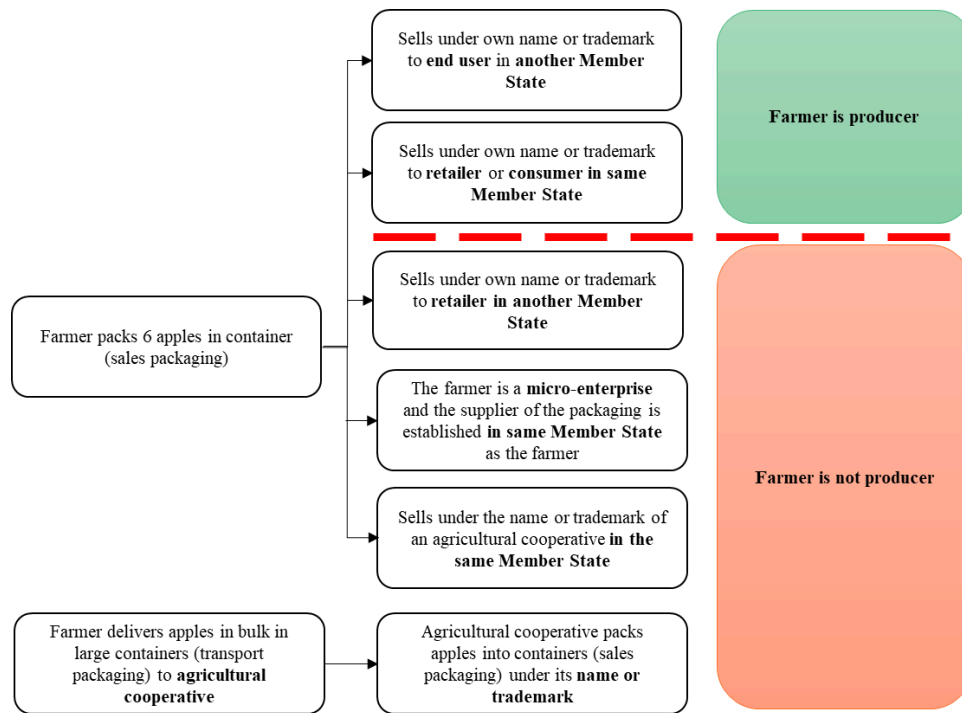 Sells under own name or trademark
to end user in another Member
State
Farmer is producer
Sells under own name or trademark
to retailer or consumer in same
Member State
Sells under own name or trademark
to retailer in another Member
State
Farmer packs 6 apples in container
(sales packaging)
The farmer is a micro-enterprise
and the supplier of the packaging is
established in same Member State
as the farmer
Farmer is not producer
Sells under the name or trademark of
an agricultural cooperative in the
same Member State
Farmer delivers apples in bulk in
large containers (transport
packaging) to agricultural
cooperative
Agricultural cooperative packs
apples into containers (sales
packaging) under its name or
trademark